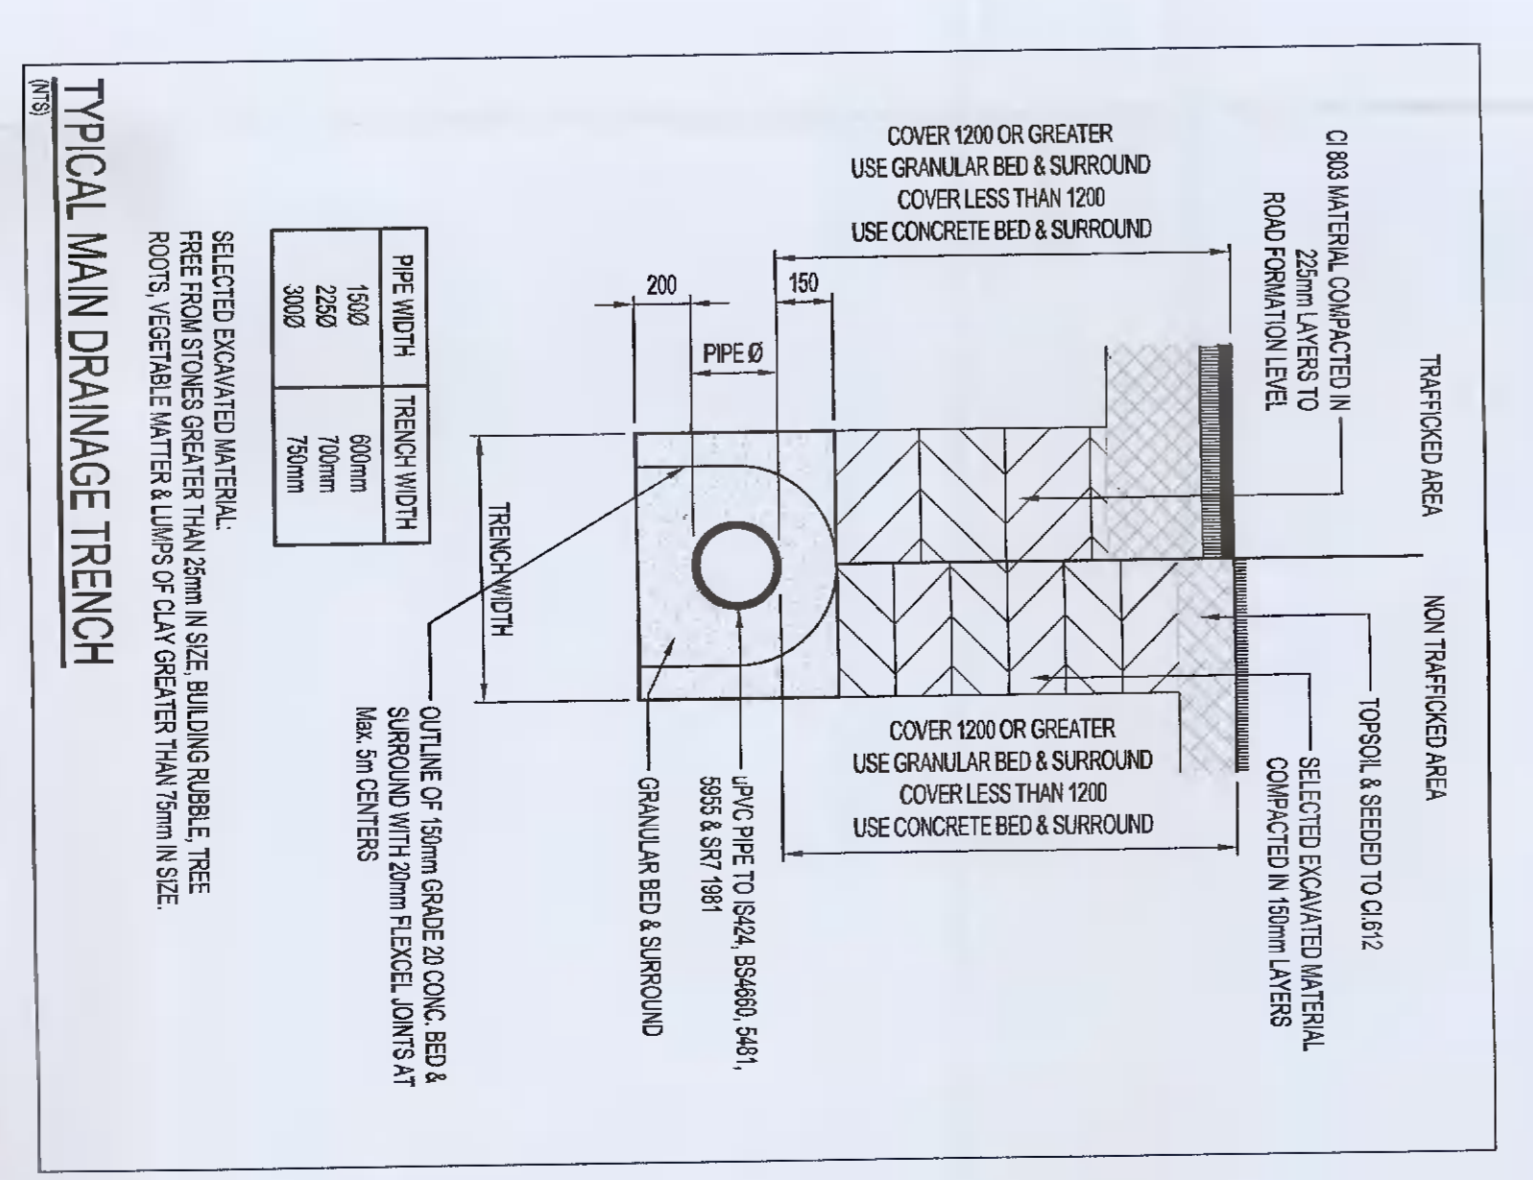 TRAFFICKED AREA
NON TRAFFICKED AREA
CI 803 MATERIAL COMPACTED IN
225mm LAYERS TO
ROAD FORMATION LEVEL
TOPSOIL & SEEDED TO CI.612
SELECTED EXCAVATED MATERIAL
COMPACTED IN 150mm LAYERS
COVER 1200 OR GREATER
USE GRANULAR BED & SURROUND
COVER LESS THAN 1200
USE CONCRETE BED & SURROUND
COVER 1200 OR GREATER
USE GRANULAR BED & SURROUND
COVER LESS THAN 1200
USE CONCRETE BED & SURROUND
150
PIPE Ø
200
µPVC PIPE TO IS424, BS4660, 5481,
5955 & SR7 1981
GRANULAR BED & SURROUND
TRENCH WIDTH
OUTLINE OF 150mm GRADE 20 CONC. BED &
SURROUND WITH 20mm FLEXCEL JOINTS AT
Max. 5m CENTERS
PIPE WIDTH TRENCH WIDTH
150Ø 600mm
225Ø 700mm
300Ø 750mm
SELECTED EXCAVATED MATERIAL:
FREE FROM STONES GREATER THAN 25mm IN SIZE, BUILDING RUBBLE, TREE
ROOTS, VEGETABLE MATTER & LUMPS OF CLAY GREATER THAN 75mm IN SIZE.
TYPICAL MAIN DRAINAGE TRENCH
(NTS)